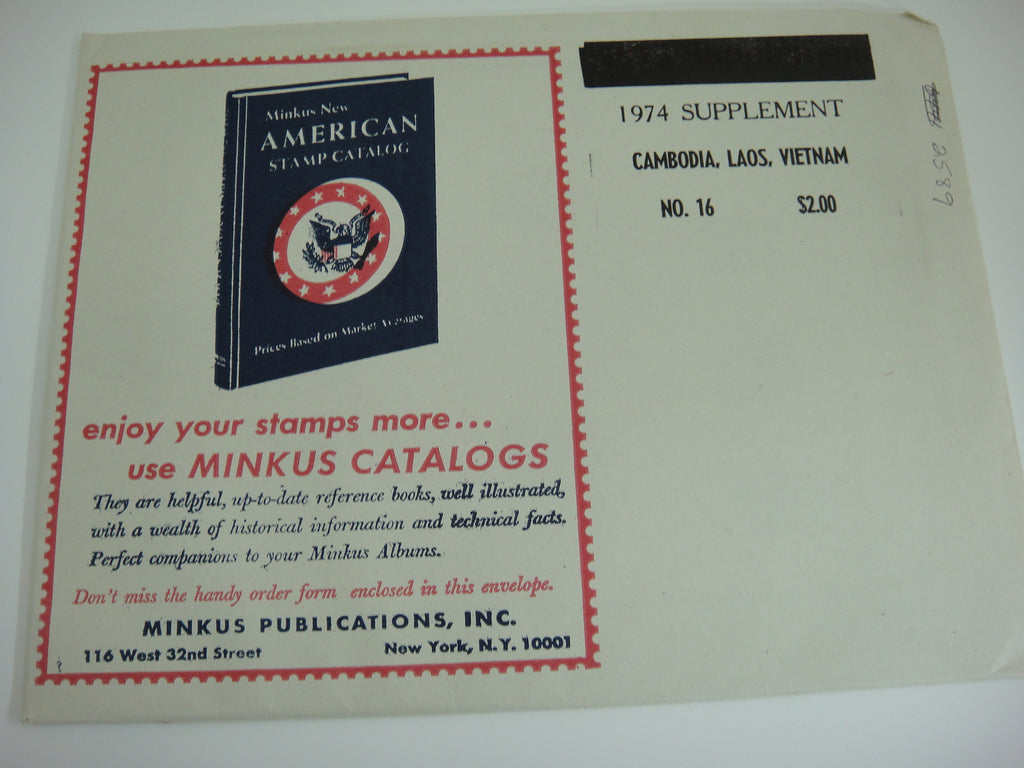 Minkus New
AMERICAN
STAMP CATALOG
Prices Based on Market Averages
enjoy your stamps more...
use MINKUS CATALOGS
They are helpful, up-to-date reference books, well illustrated,
with a wealth of historical information and technical facts.
Perfect companions to your Minkus Albums.
Don't miss the handy order form enclosed in this envelope.
MINKUS PUBLICATIONS, INC.
116 West 32nd Street New York, N.Y. 10001
1974 SUPPLEMENT
CAMBODIA, LAOS, VIETNAM
NO. 16 $2.00